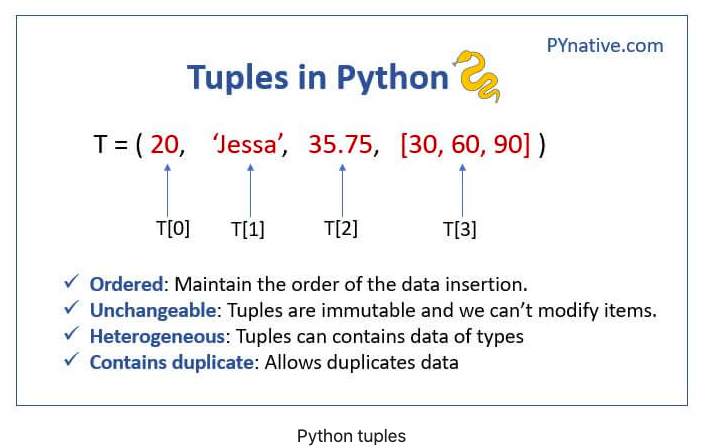 PYnative.com
Tuples in Python
T = ( 20, ‘Jessa’, 35.75, [30, 60, 90] )
T[0] T[1] T[2] T[3]
✓ Ordered: Maintain the order of the data insertion.
✓ Unchangeable: Tuples are immutable and we can’t modify items.
✓ Heterogeneous: Tuples can contains data of types
✓ Contains duplicate: Allows duplicates data
Python tuples